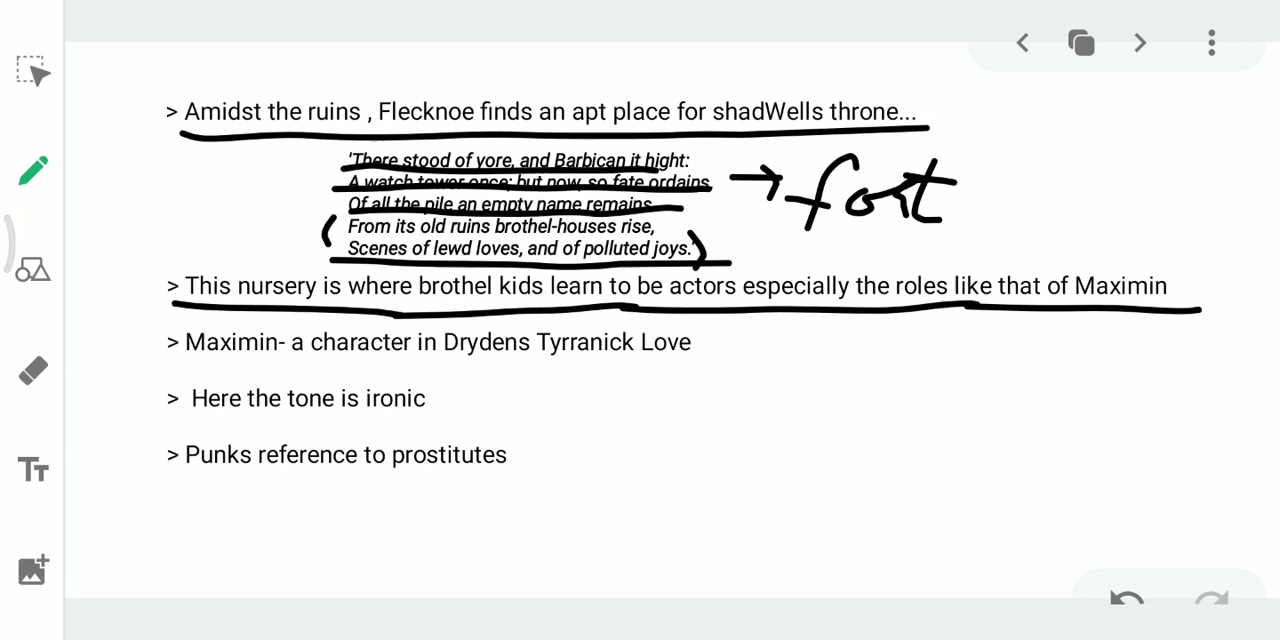 > Amidst the ruins , Flecknoe finds an apt place for shadWells throne...
'There stood of yore, and Barbican it hight:
A watch tower once; but now, so fate ordains,
Of all the pile an empty name remains.
From its old ruins brothel-houses rise,
Scenes of lewd loves, and of polluted joys.'
→ fort
> This nursery is where brothel kids learn to be actors especially the roles like that of Maximin
> Maximin- a character in Drydens Tyrranick Love
> Here the tone is ironic
> Punks reference to prostitutes
TT